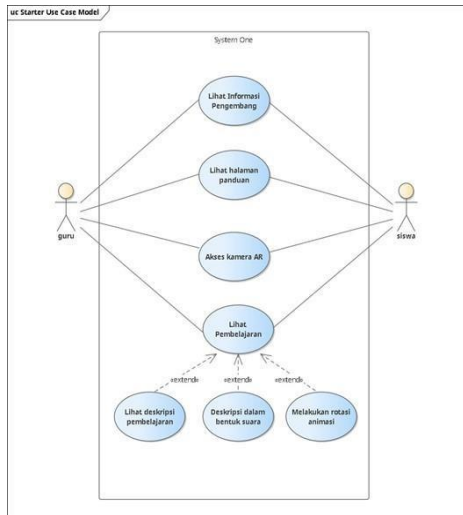 uc Starter Use Case Model
System One
Lihat Informasi
Pengembang
Lihat halaman
panduan
guru
siswa
Akses kamera AR
Lihat
Pembelajaran
«extend»
«extend»
«extend»
Lihat deskripsi
pembelajaran
Deskripsi dalam
bentuk suara
Melakukan rotasi
animasi